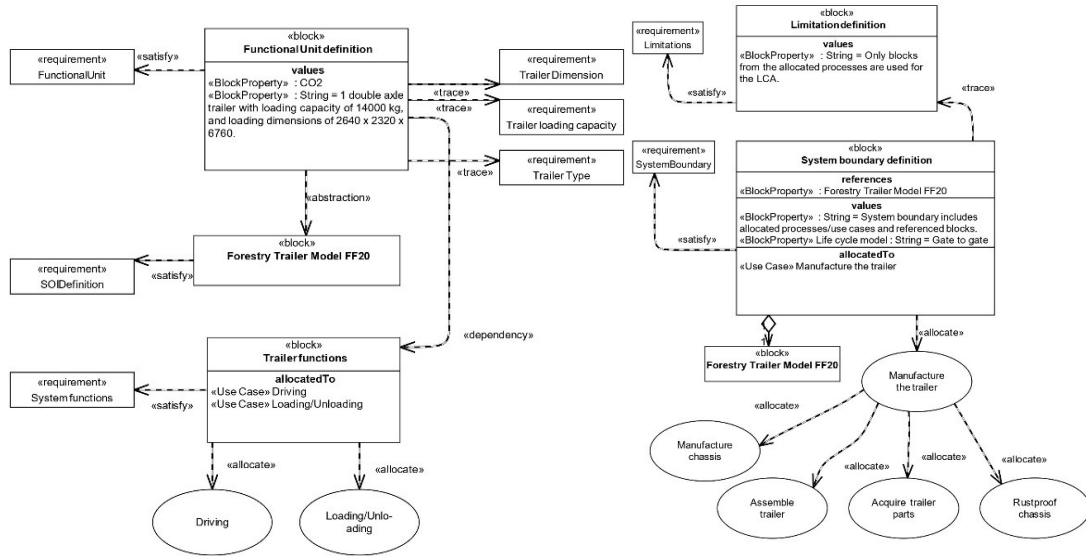 «block»
Functional Unit definition
values
«BlockProperty» : CO2
«BlockProperty» : String = 1 double axle
trailer with loading capacity of 14000 kg,
and loading dimensions of 2640 x 2320 x
6760.
«requirement»
FunctionalUnit
«satisfy»
«requirement»
Trailer Dimension
«trace»
«trace»
«requirement»
Trailer loading capacity
«requirement»
Trailer Type
«trace»
«abstraction»
«block»
Forestry Trailer Model FF20
«requirement»
SOIDefinition
«satisfy»
«dependency»
«block»
Trailer functions
allocatedTo
«Use Case» Driving
«Use Case» Loading/Unloading
«requirement»
System functions
«satisfy»
«allocate»
«allocate»
Driving
Loading/Unlo-
ading
«requirement»
Limitations
«satisfy»
«block»
Limitation definition
values
«BlockProperty» : String = Only blocks
from the allocated processes are used for
the LCA.
«trace»
«requirement»
SystemBoundary
«satisfy»
«block»
System boundary definition
references
«BlockProperty» : Forestry Trailer Model FF20
values
«BlockProperty» : String = System boundary includes
allocated processes/use cases and referenced blocks.
«BlockProperty» Life cycle model : String = Gate to gate
allocatedTo
«Use Case» Manufacture the trailer
1
«block»
Forestry Trailer Model FF20
«allocate»
Manufacture
the trailer
«allocate»
«allocate»
«allocate»
«allocate»
Manufacture
chassis
Assemble
trailer
Acquire trailer
parts
Rustproof
chassis